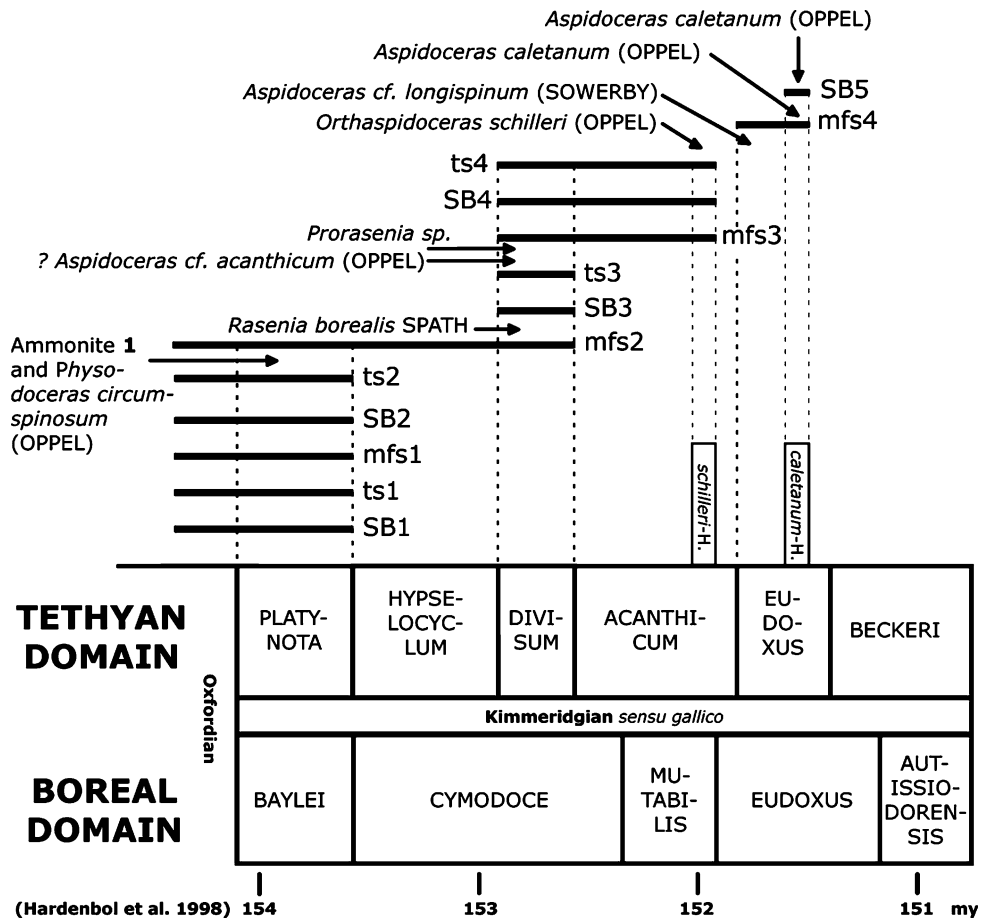 Aspidoceras caletanum (OPPEL)
Aspidoceras caletanum (OPPEL)
SB5
Aspidoceras cf. longispinum (SOWERBY)
mfs4
Orthaspidoceras schilleri (OPPEL)
ts4
SB4
Prorasenia sp.
mfs3
? Aspidoceras cf. acanthicum (OPPEL)
ts3
SB3
Rasenia borealis SPATH
mfs2
Ammonite 1
and Physo-
doceras circum-
spinosum
(OPPEL)
ts2
SB2
mfs1
ts1
SB1
schilleri-H.
caletanum-H.
TETHYAN
DOMAIN
PLATY-
NOTA
HYPSE-
LOCYC-
LUM
DIVI-
SUM
ACANTHI-
CUM
EU-
DO-
XUS
BECKERI
Oxfordian
Kimmeridgian sensu gallico
BOREAL
DOMAIN
BAYLEI
CYMODOCE
MU-
TABI-
LIS
EUDOXUS
AUT-
ISSIO-
DOREN-
SIS
(Hardenbol et al. 1998) 154 153 152 151 my